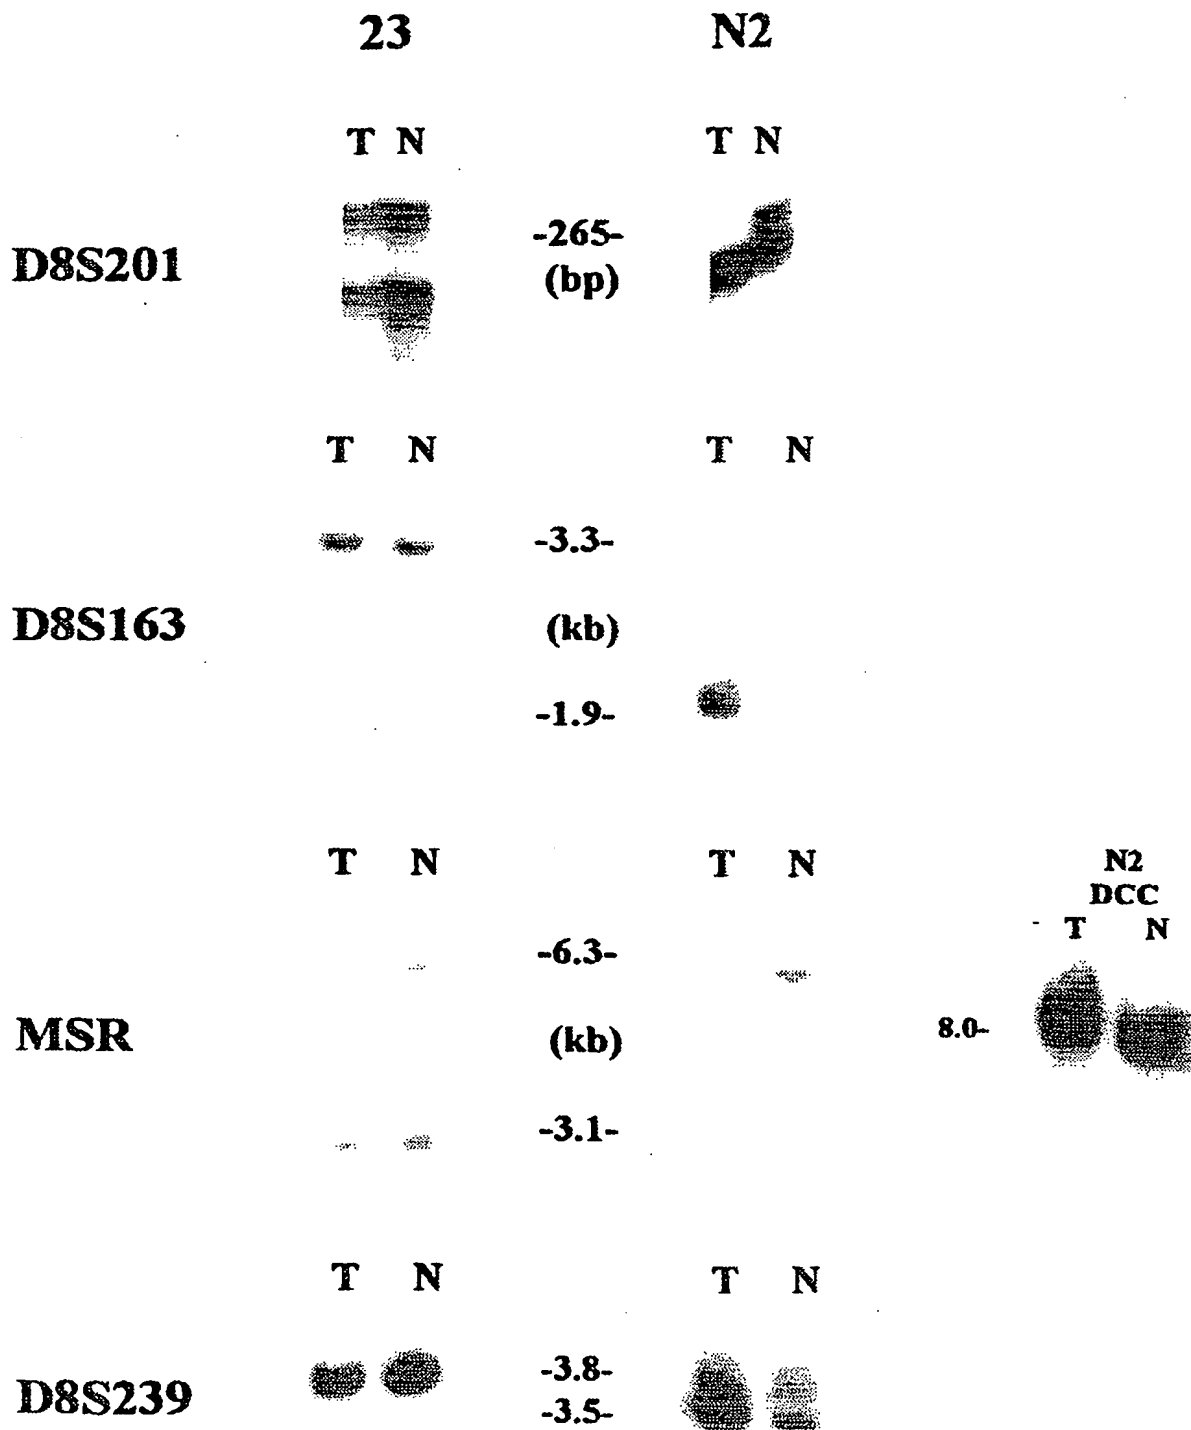 23 N2
T N T N
-265-
D8S201
(bp)
T N T N
-3.3-
D8S163 (kb)
-1.9-
T N T N
N2
DCC
- T N
-6.3-
MSR (kb) 8.0-
-3.1-
T N T N
-3.8-
D8S239
-3.5-